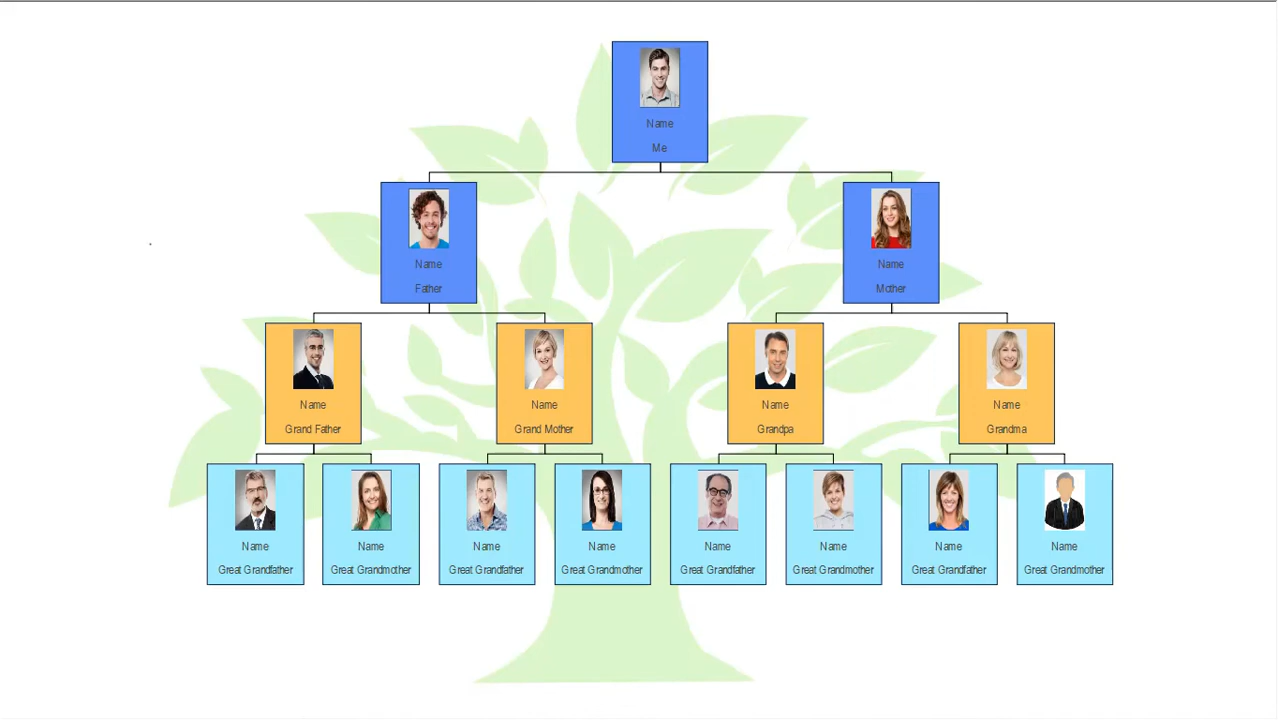 Name
Me
Name
Father
Name
Mother
Name
Grand Father
Name
Grand Mother
Name
Grandpa
Name
Grandma
Name
Great Grandfather
Name
Great Grandmother
Name
Great Grandfather
Name
Great Grandmother
Name
Great Grandfather
Name
Great Grandmother
Name
Great Grandfather
Name
Great Grandmother